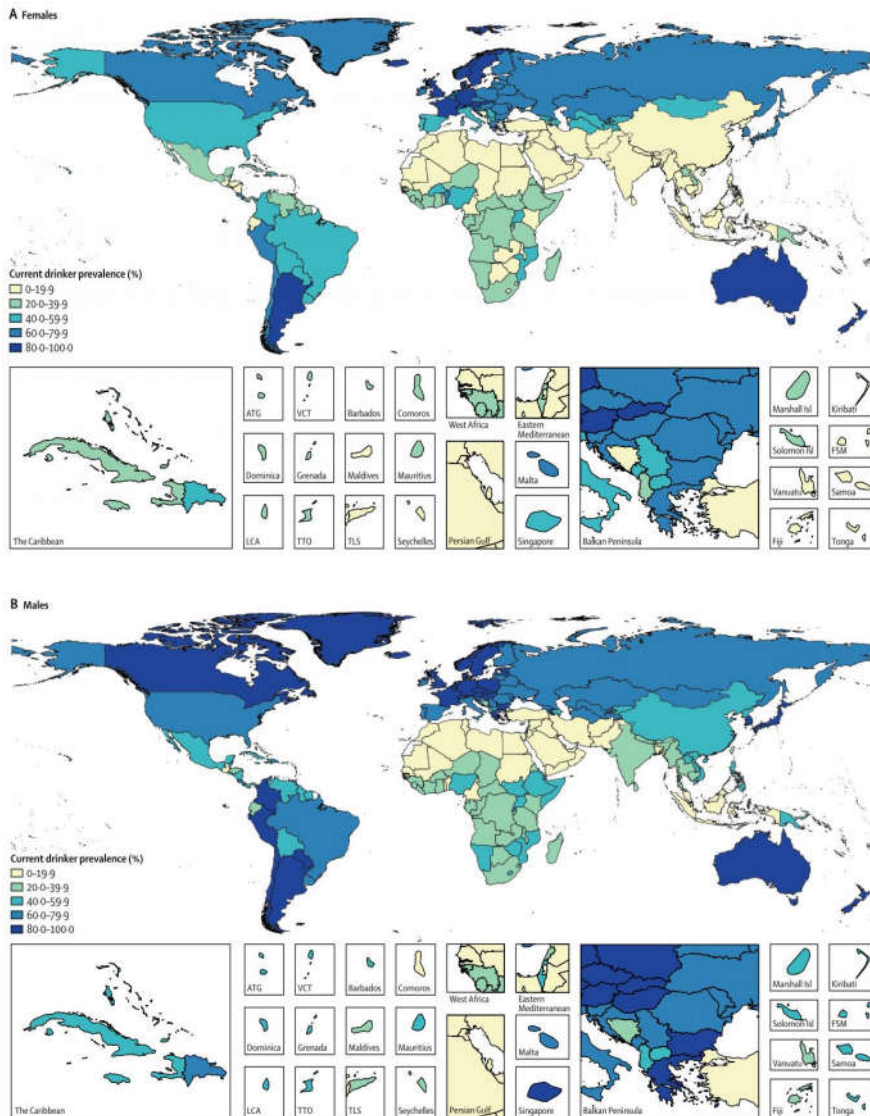 A Females
Current drinker prevalence (%)
0–19·9
20·0–39·9
40·0–59·9
60·0–79·9
80·0–100·0
The Caribbean
ATG
VCT
Barbados
Comoros
West Africa
Eastern
Mediterranean
Marshall Isl
Kiribati
Dominica
Grenada
Maldives
Mauritius
Malta
Solomon Isl
FSM
Vanuatu
Samoa
LCA
TTO
TLS
Seychelles
Persian Gulf
Singapore
Balkan Peninsula
Fiji
Tonga
B Males
Current drinker prevalence (%)
0–19·9
20·0–39·9
40·0–59·9
60·0–79·9
80·0–100·0
The Caribbean
ATG
VCT
Barbados
Comoros
West Africa
Eastern
Mediterranean
Marshall Isl
Kiribati
Dominica
Grenada
Maldives
Mauritius
Malta
Solomon Isl
FSM
Vanuatu
Samoa
LCA
TTO
TLS
Seychelles
Persian Gulf
Singapore
Balkan Peninsula
Fiji
Tonga